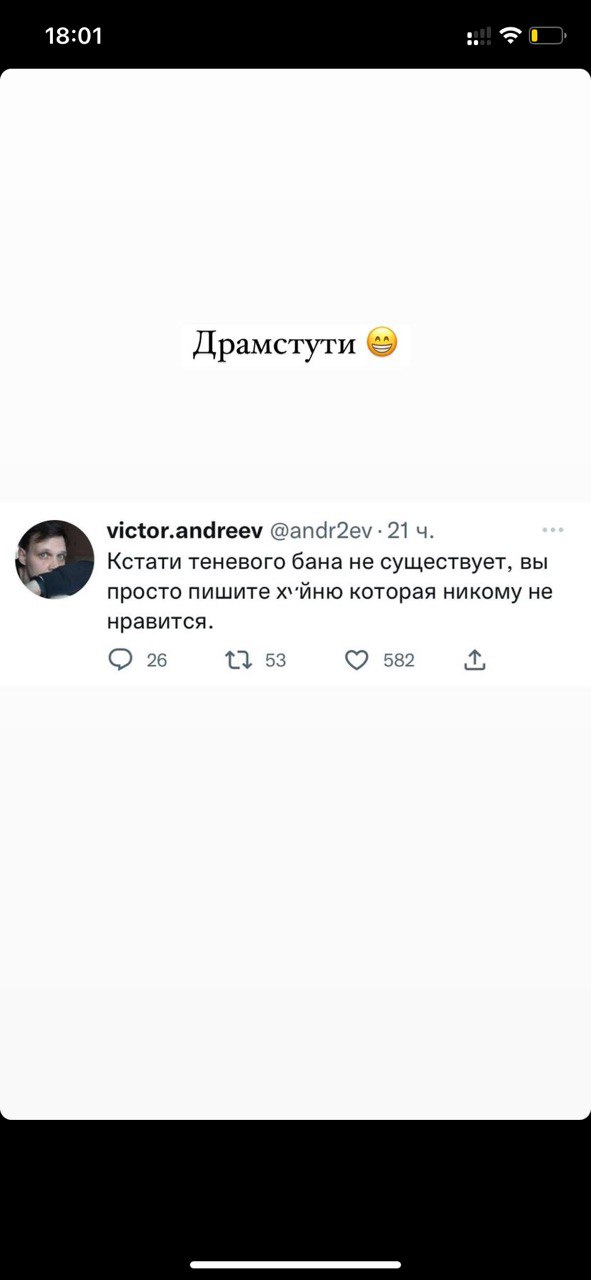 18:01
Драмстути 😁
victor.andreev @andr2ev · 21 ч.
Кстати теневого бана не существует, вы
просто пишите хуйню которая никому не
нравится.
26 53 582